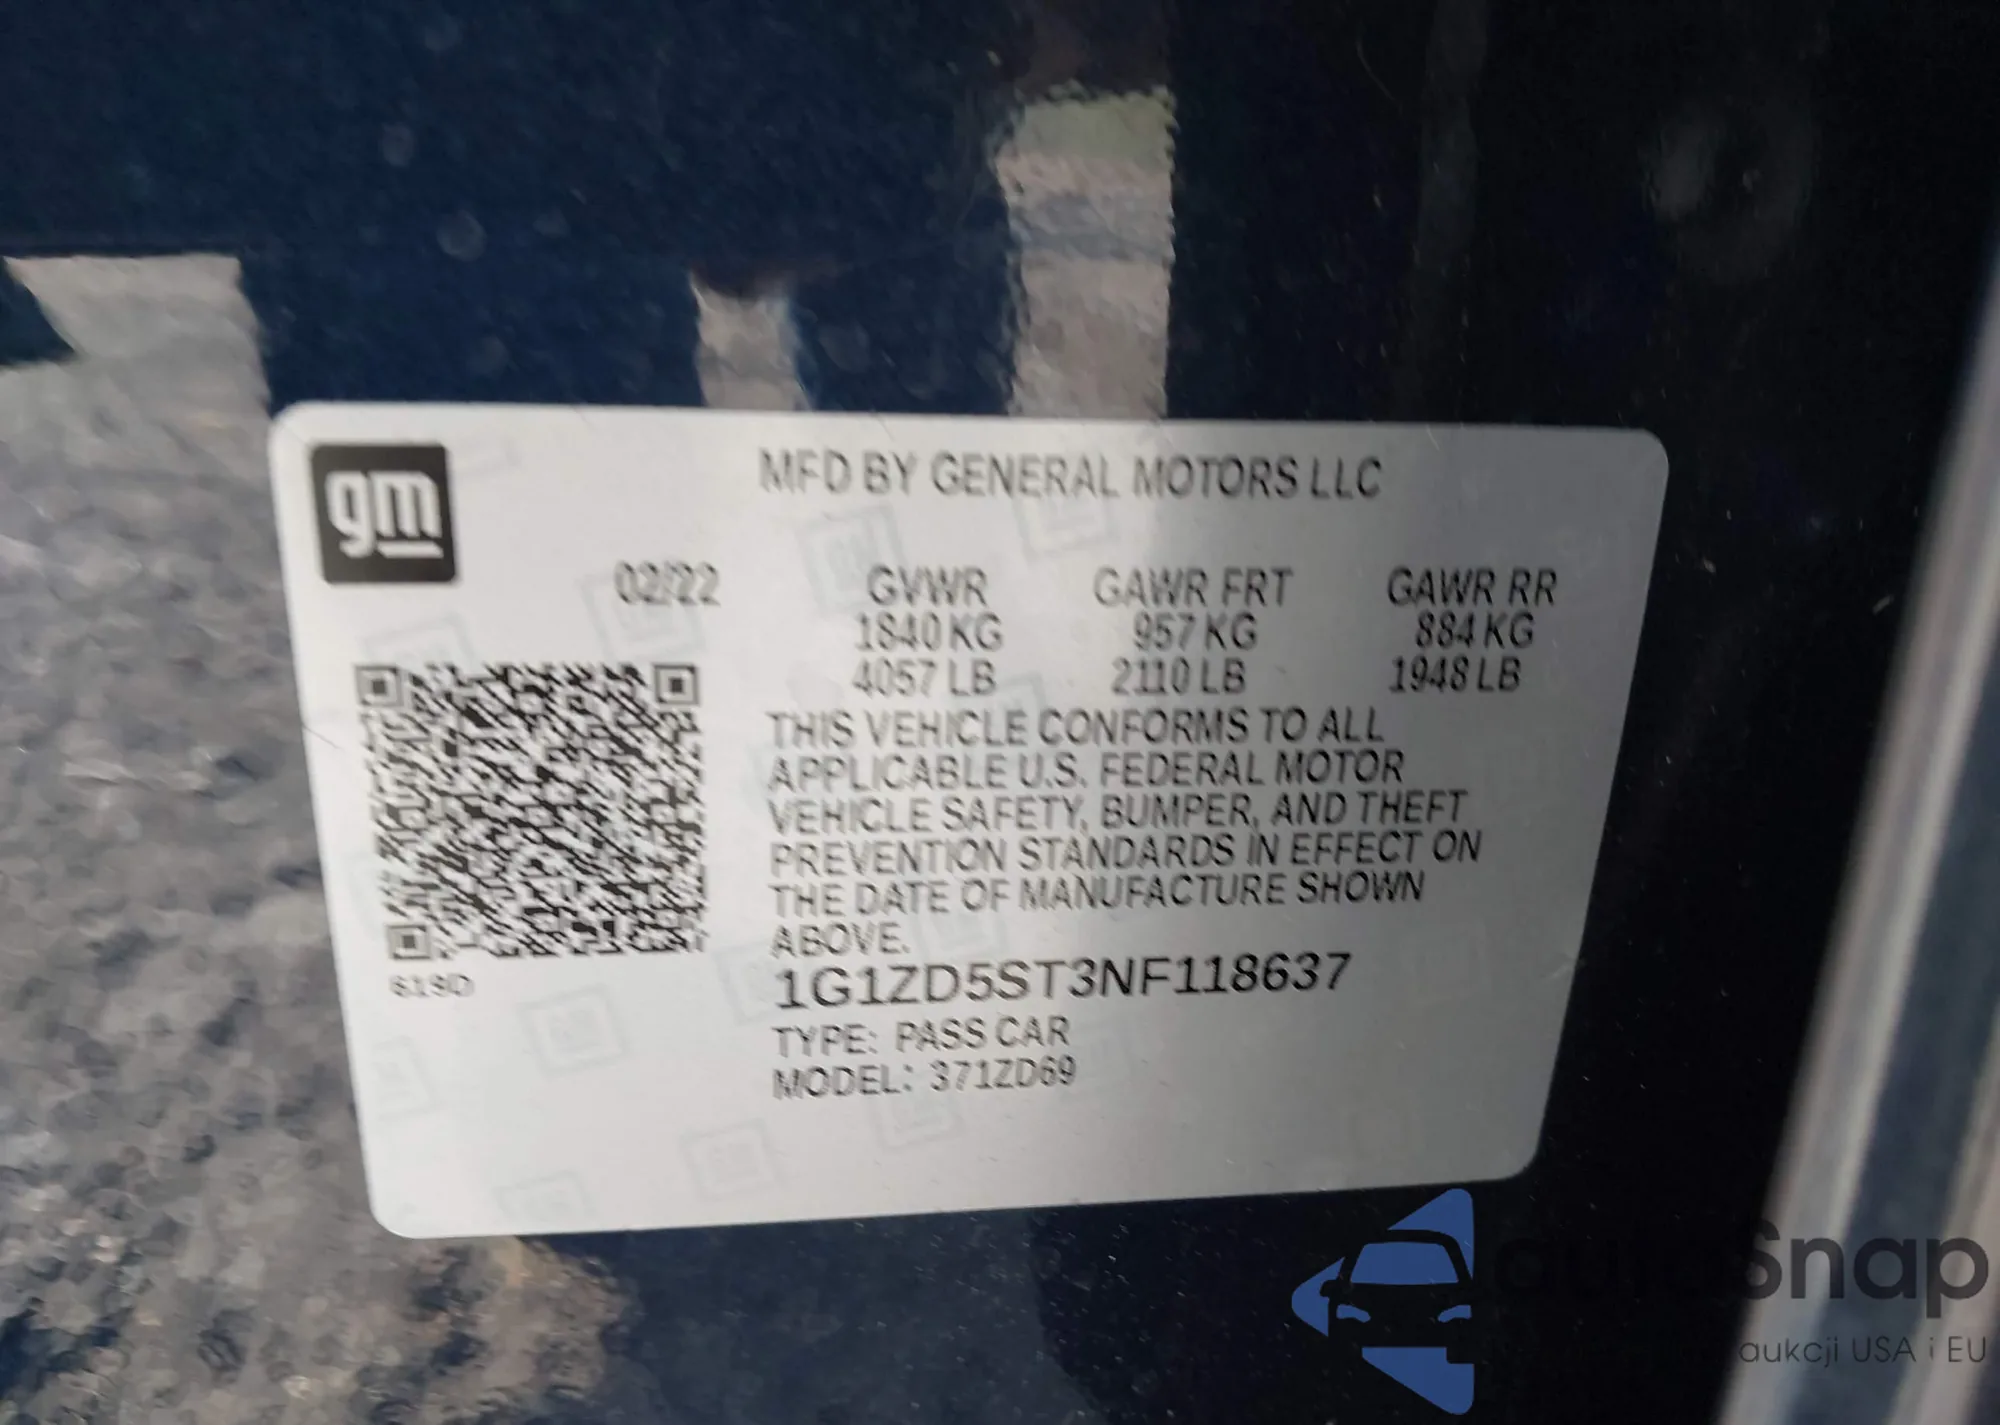 gm
MFD BY GENERAL MOTORS LLC
02/22 GVWR GAWR FRT GAWR RR
1840 KG 957 KG 884 KG
4057 LB 2110 LB 1948 LB
THIS VEHICLE CONFORMS TO ALL
APPLICABLE U.S. FEDERAL MOTOR
VEHICLE SAFETY, BUMPER, AND THEFT
PREVENTION STANDARDS IN EFFECT ON
THE DATE OF MANUFACTURE SHOWN
ABOVE.
619D
1G1ZD5ST3NF118637
TYPE: PASS CAR
MODEL: 371ZD69
autoSnap
aukcji USA i EU